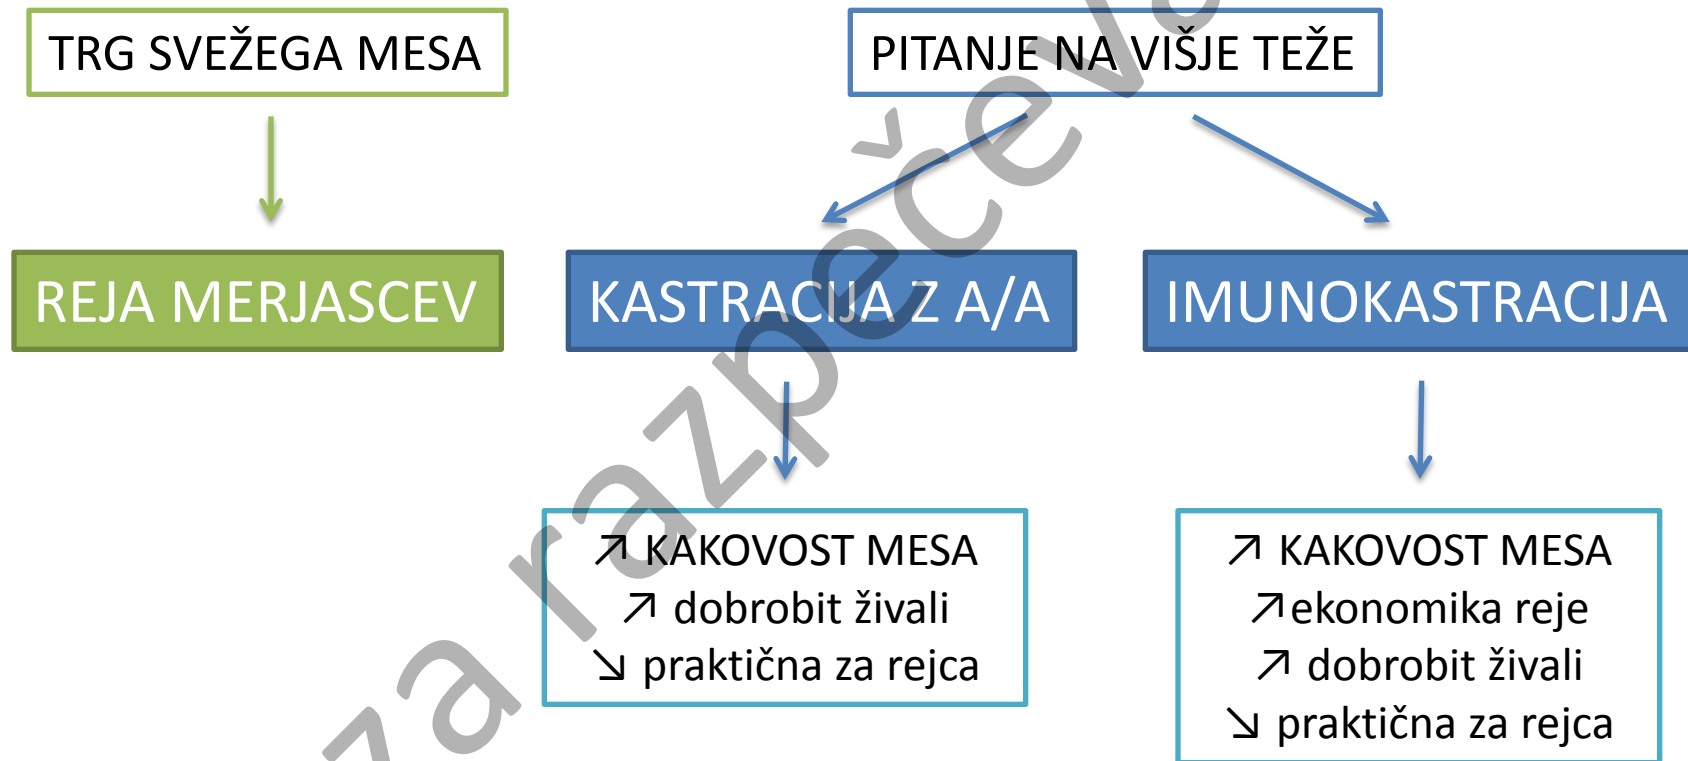 TRG SVEŽEGA MESA
PITANJE NA VIŠJE TEŽE
REJA MERJASCEV
KASTRACIJA Z A/A
IMUNOKASTRACIJA
↗ KAKOVOST MESA
↗ dobrobit živali
↘ praktična za rejca
↗ KAKOVOST MESA
↗ekonomika reje
↗ dobrobit živali
↘ praktična za rejca
za razpečeva